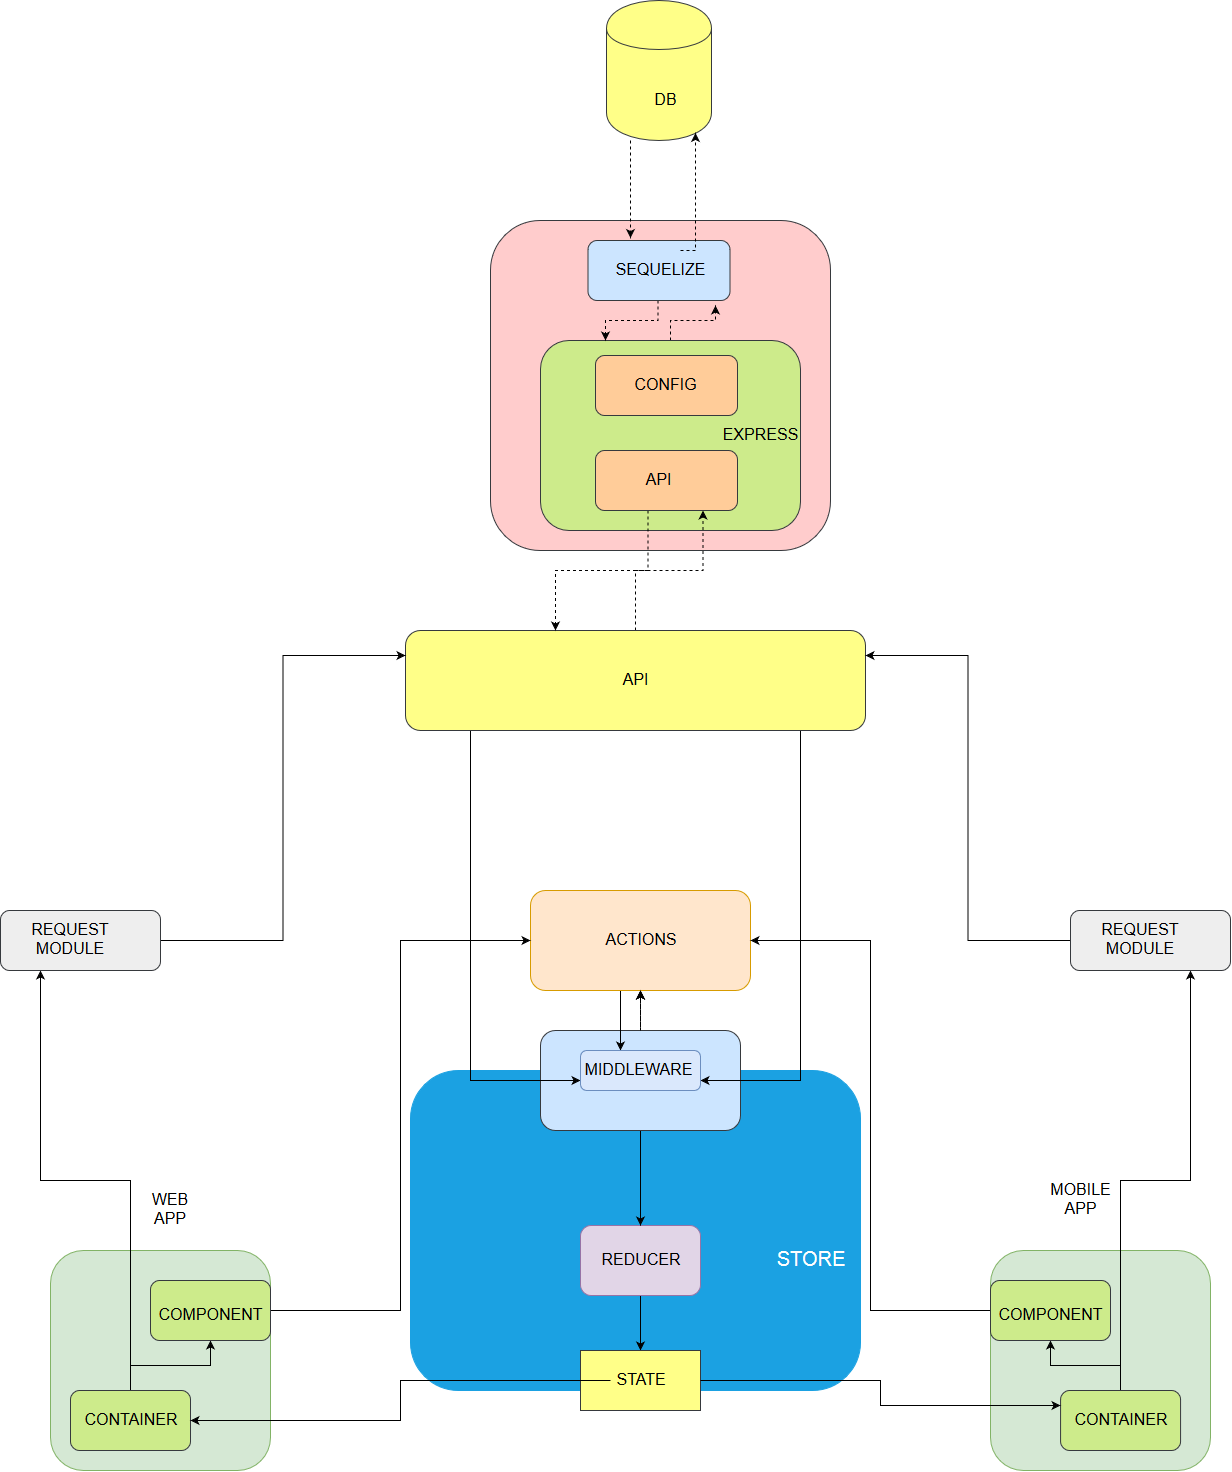 DB
SEQUELIZE
CONFIG
EXPRESS
API
API
REQUEST
MODULE
ACTIONS
REQUEST
MODULE
MIDDLEWARE
WEB
APP
MOBILE
APP
REDUCER
STORE
COMPONENT
COMPONENT
STATE
CONTAINER
CONTAINER